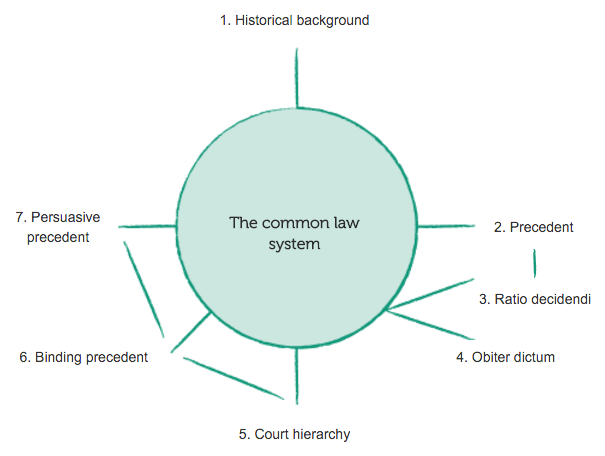 1. Historical background
7. Persuasive
precedent
The common law
system
2. Precedent
3. Ratio decidendi
6. Binding precedent
4. Obiter dictum
5. Court hierarchy